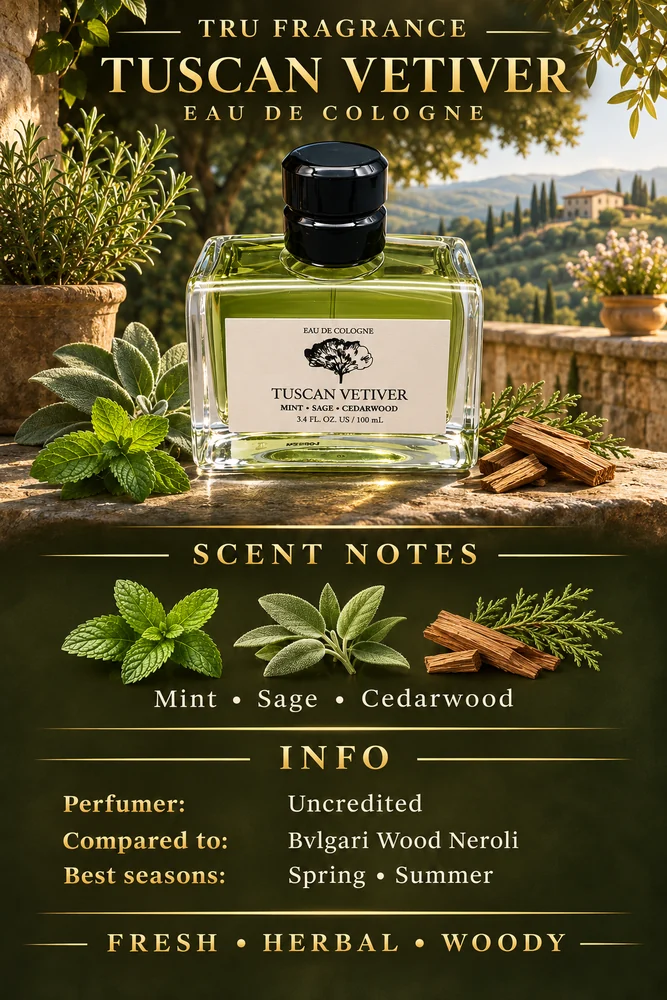 TRU FRAGRANCE
TUSCAN VETIVER
EAU DE COLOGNE
EAU DE COLOGNE
TUSCAN VETIVER
MINT • SAGE • CEDARWOOD
3.4 FL. OZ. US / 100 mL
SCENT NOTES
Mint • Sage • Cedarwood
INFO
Perfumer: Uncredited
Compared to: Bvlgari Wood Neroli
Best seasons: Spring • Summer
FRESH • HERBAL • WOODY